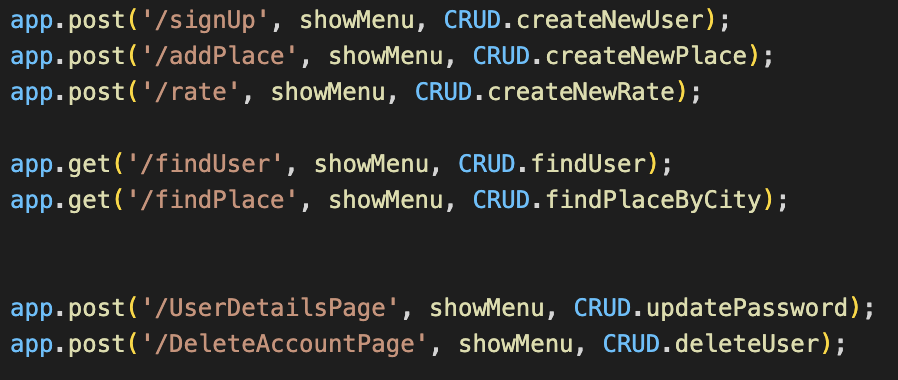 app.post('/signUp', showMenu, CRUD.createNewUser);
app.post('/addPlace', showMenu, CRUD.createNewPlace);
app.post('/rate', showMenu, CRUD.createNewRate);
app.get('/findUser', showMenu, CRUD.findUser);
app.get('/findPlace', showMenu, CRUD.findPlaceByCity);
app.post('/UserDetailsPage', showMenu, CRUD.updatePassword);
app.post('/DeleteAccountPage', showMenu, CRUD.deleteUser);